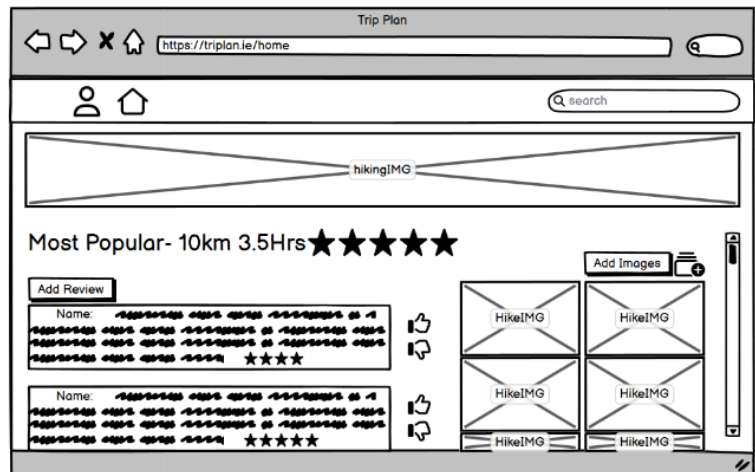 Trip Plan
https://triplan.ie/home
search
hikingIMG
Most Popular- 10km 3.5Hrs
Add Images
Add Review
Name:
HikeIMG HikeIMG
HikeIMG HikeIMG
Name:
HikeIMG HikeIMG